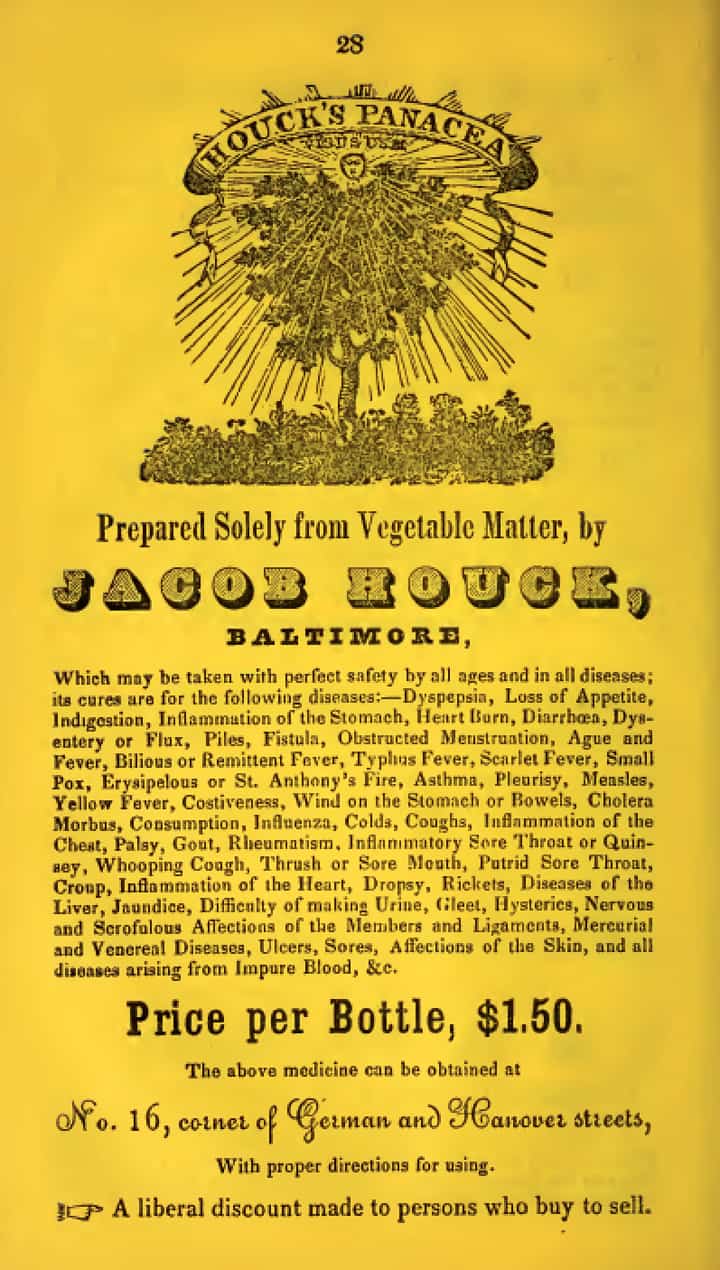 28
HOUCK'S PANACEA
Prepared Solely from Vegetable Matter, by
JACOB HOUCK,
BALTIMORE,
Which may be taken with perfect safety by all ages and in all diseases;
its cures are for the following diseases:—Dyspepsia, Loss of Appetite,
Indigestion, Inflammation of the Stomach, Heart Burn, Diarrhœa, Dys-
entery or Flux, Piles, Fistula, Obstructed Menstruation, Ague and
Fever, Bilious or Remittent Fever, Typhus Fever, Scarlet Fever, Small
Pox, Erysipelous or St. Anthony's Fire, Asthma, Pleurisy, Measles,
Yellow Fever, Costiveness, Wind on the Stomach or Bowels, Cholera
Morbus, Consumption, Influenza, Colds, Coughs, Inflammation of the
Chest, Palsy, Gout, Rheumatism, Inflammatory Sore Throat or Quin-
sey, Whooping Cough, Thrush or Sore Mouth, Putrid Sore Throat,
Croup, Inflammation of the Heart, Dropsy, Rickets, Diseases of the
Liver, Jaundice, Difficulty of making Urine, Gleet, Hysterics, Nervous
and Scrofulous Affections of the Members and Ligaments, Mercurial
and Venereal Diseases, Ulcers, Sores, Affections of the Skin, and all
diseases arising from Impure Blood, &c.
Price per Bottle, $1.50.
The above medicine can be obtained at
No. 16, corner of German and Hanover streets,
With proper directions for using.
☞ A liberal discount made to persons who buy to sell.